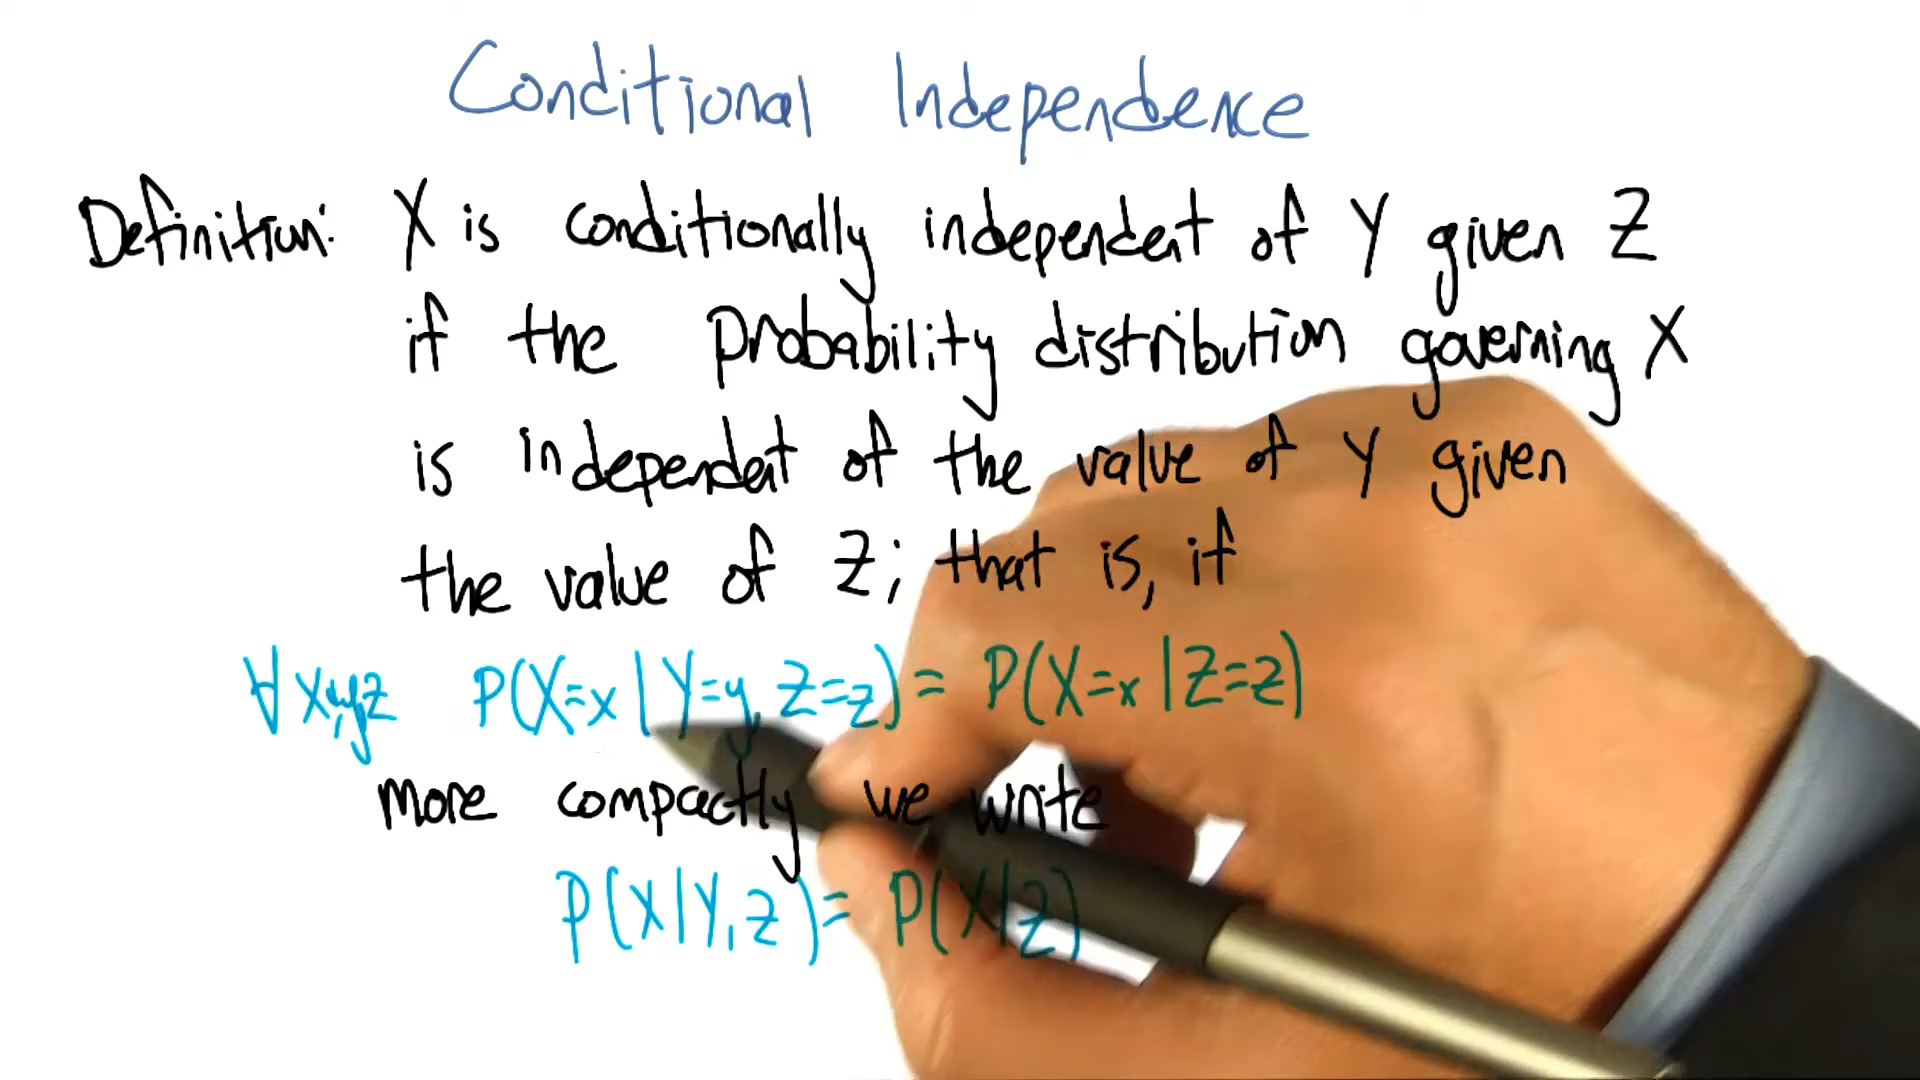 Conditional Independence
Definition: X is conditionally independent of Y given Z
if the probability distribution governing X
is independent of the value of Y given
the value of Z; that is, if
∀x,y,z P(X=x|Y=y,Z=z) = P(X=x|Z=z)
more compactly we write
P(X|Y,Z) = P(X|Z)